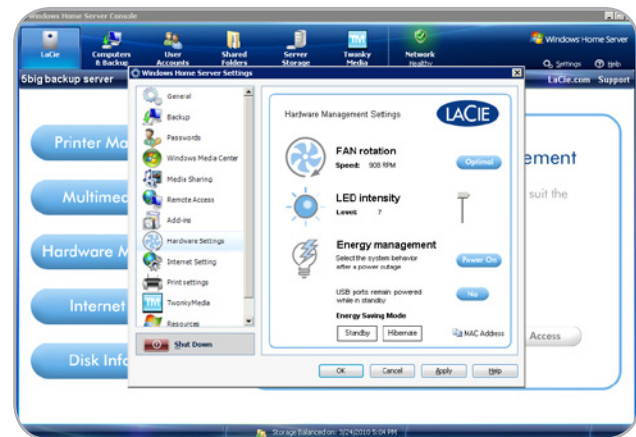 Windows Home Server Console
LaCie
Computers & Backup
User Accounts
Shared Folders
Server Storage
Twonky Media
Network Healthy
Windows Home Server
Settings
Help
5big backup server
LaCie.com Support
Windows Home Server Settings
General
Backup
Passwords
Windows Media Center
Media Sharing
Remote Access
Add-ins
Hardware Settings
Internet Setting
Print settings
TwonkyMedia
Resources
Shut Down
Hardware Management Settings
LACIE
FAN rotation
Speed: 908 RPM
Optimal
LED intensity
Level: 7
Energy management
Select the system behavior
after a power outage
Power On
USB ports remain powered
while in standby
No
Energy Saving Mode
Standby
Hibernate
MAC Address
OK
Cancel
Apply
Help
Printer Ma
Multimed
Hardware M
Internet
Disk Info
ement
suit the
Access
Storage Balanced on: 3/24/2010 5:04 PM